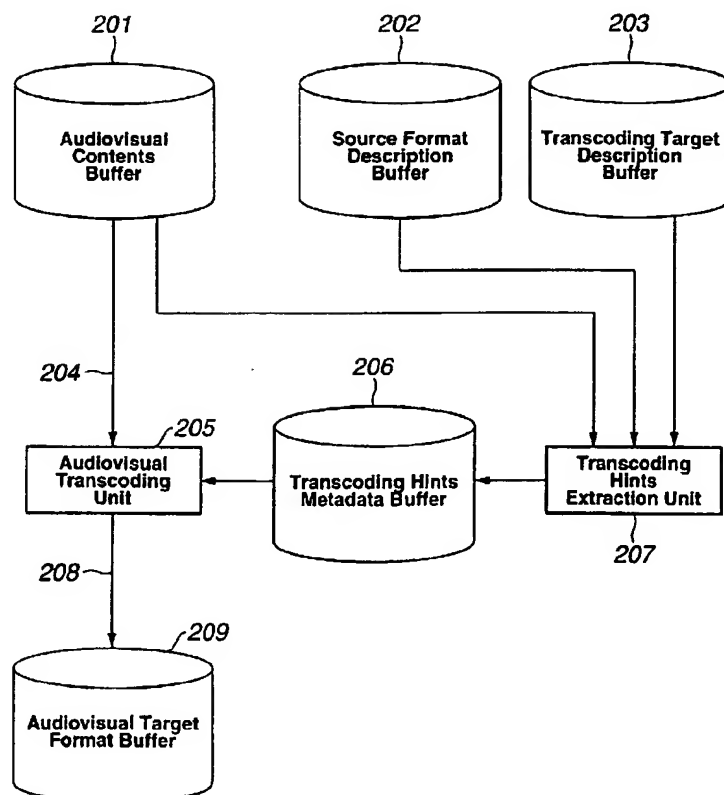 201
202
203
Audiovisual
Contents
Buffer
Source Format
Description
Buffer
Transcoding Target
Description
Buffer
204
205
206
Audiovisual
Transcoding
Unit
Transcoding Hints
Metadata Buffer
Transcoding
Hints
Extraction Unit
207
208
209
Audiovisual Target
Format Buffer